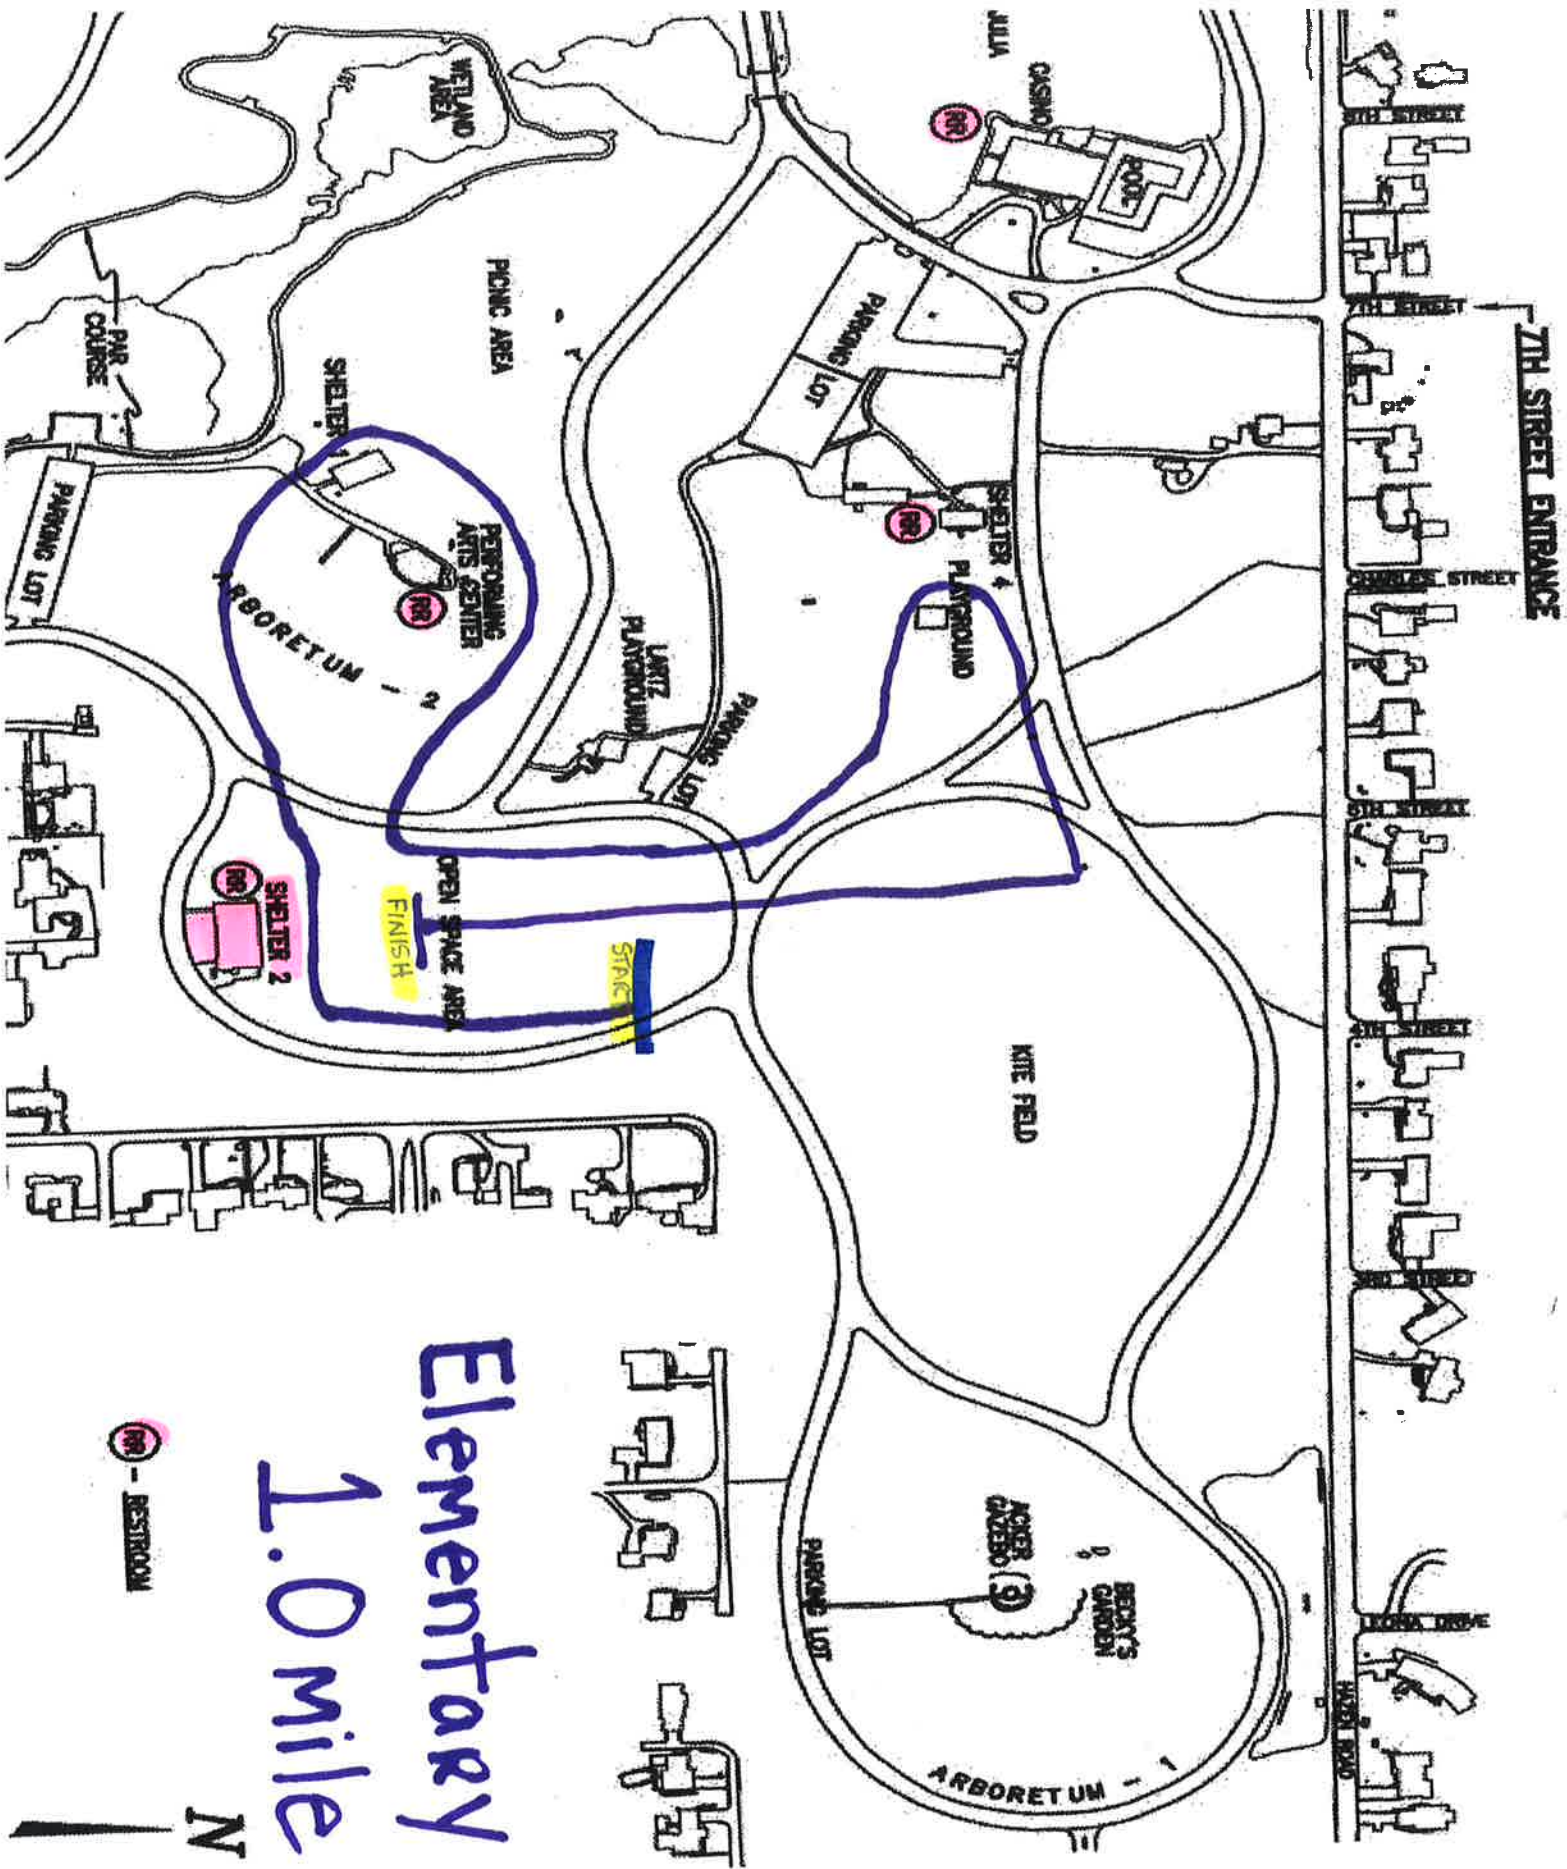 7TH STREET ENTRANCE
8TH STREET
7TH STREET
CHARLES STREET
5TH STREET
4TH STREET
3RD STREET
LEONA DRIVE
HAZEN ROAD
JULIA
CASINO
RR
POOL
PARKING
LOT
SHELTER 4
RR
PLAYGROUND
KITE FIELD
ACKER
GAZEBO
BECKY'S
GARDEN
PARKING LOT
ARBORETUM - 1
WETLAND
AREA
PICNIC AREA
PAR
COURSE
SHELTER 1
PERFORMING
ARTS CENTER
RR
LARTZ
PLAYGROUND
PARKING LOT
ARBORETUM - 2
PARKING LOT
OPEN SPACE AREA
START
FINISH
SHELTER 2
RR
Elementary
1.0 Mile
RR - RESTROOM
N